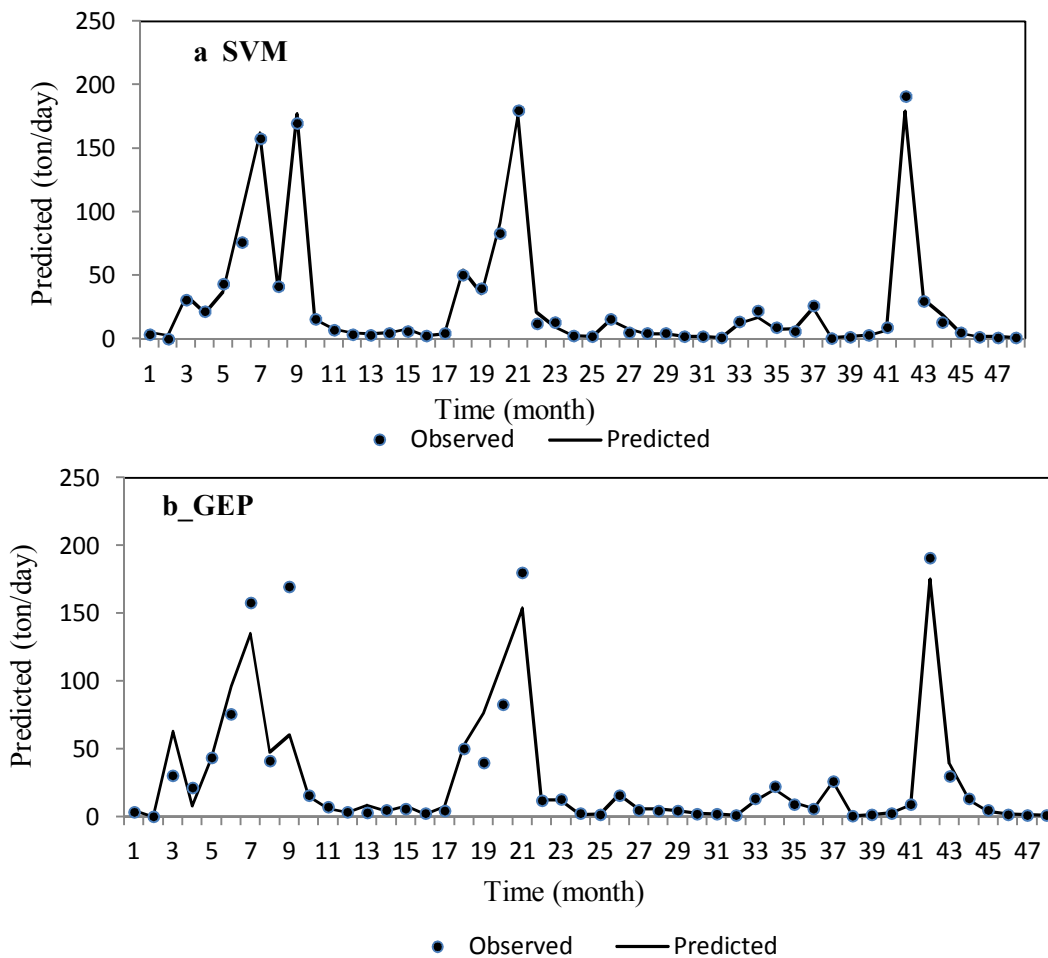 250
a SVM
200
150
100
50
0
Predicted (ton/day)
1 3 5 7 9 11 13 15 17 19 21 23 25 27 29 31 33 35 37 39 41 43 45 47
Time (month)
Observed Predicted
250
b_GEP
200
150
100
50
0
Predicted (ton/day)
1 3 5 7 9 11 13 15 17 19 21 23 25 27 29 31 33 35 37 39 41 43 45 47
Time (month)
Observed Predicted